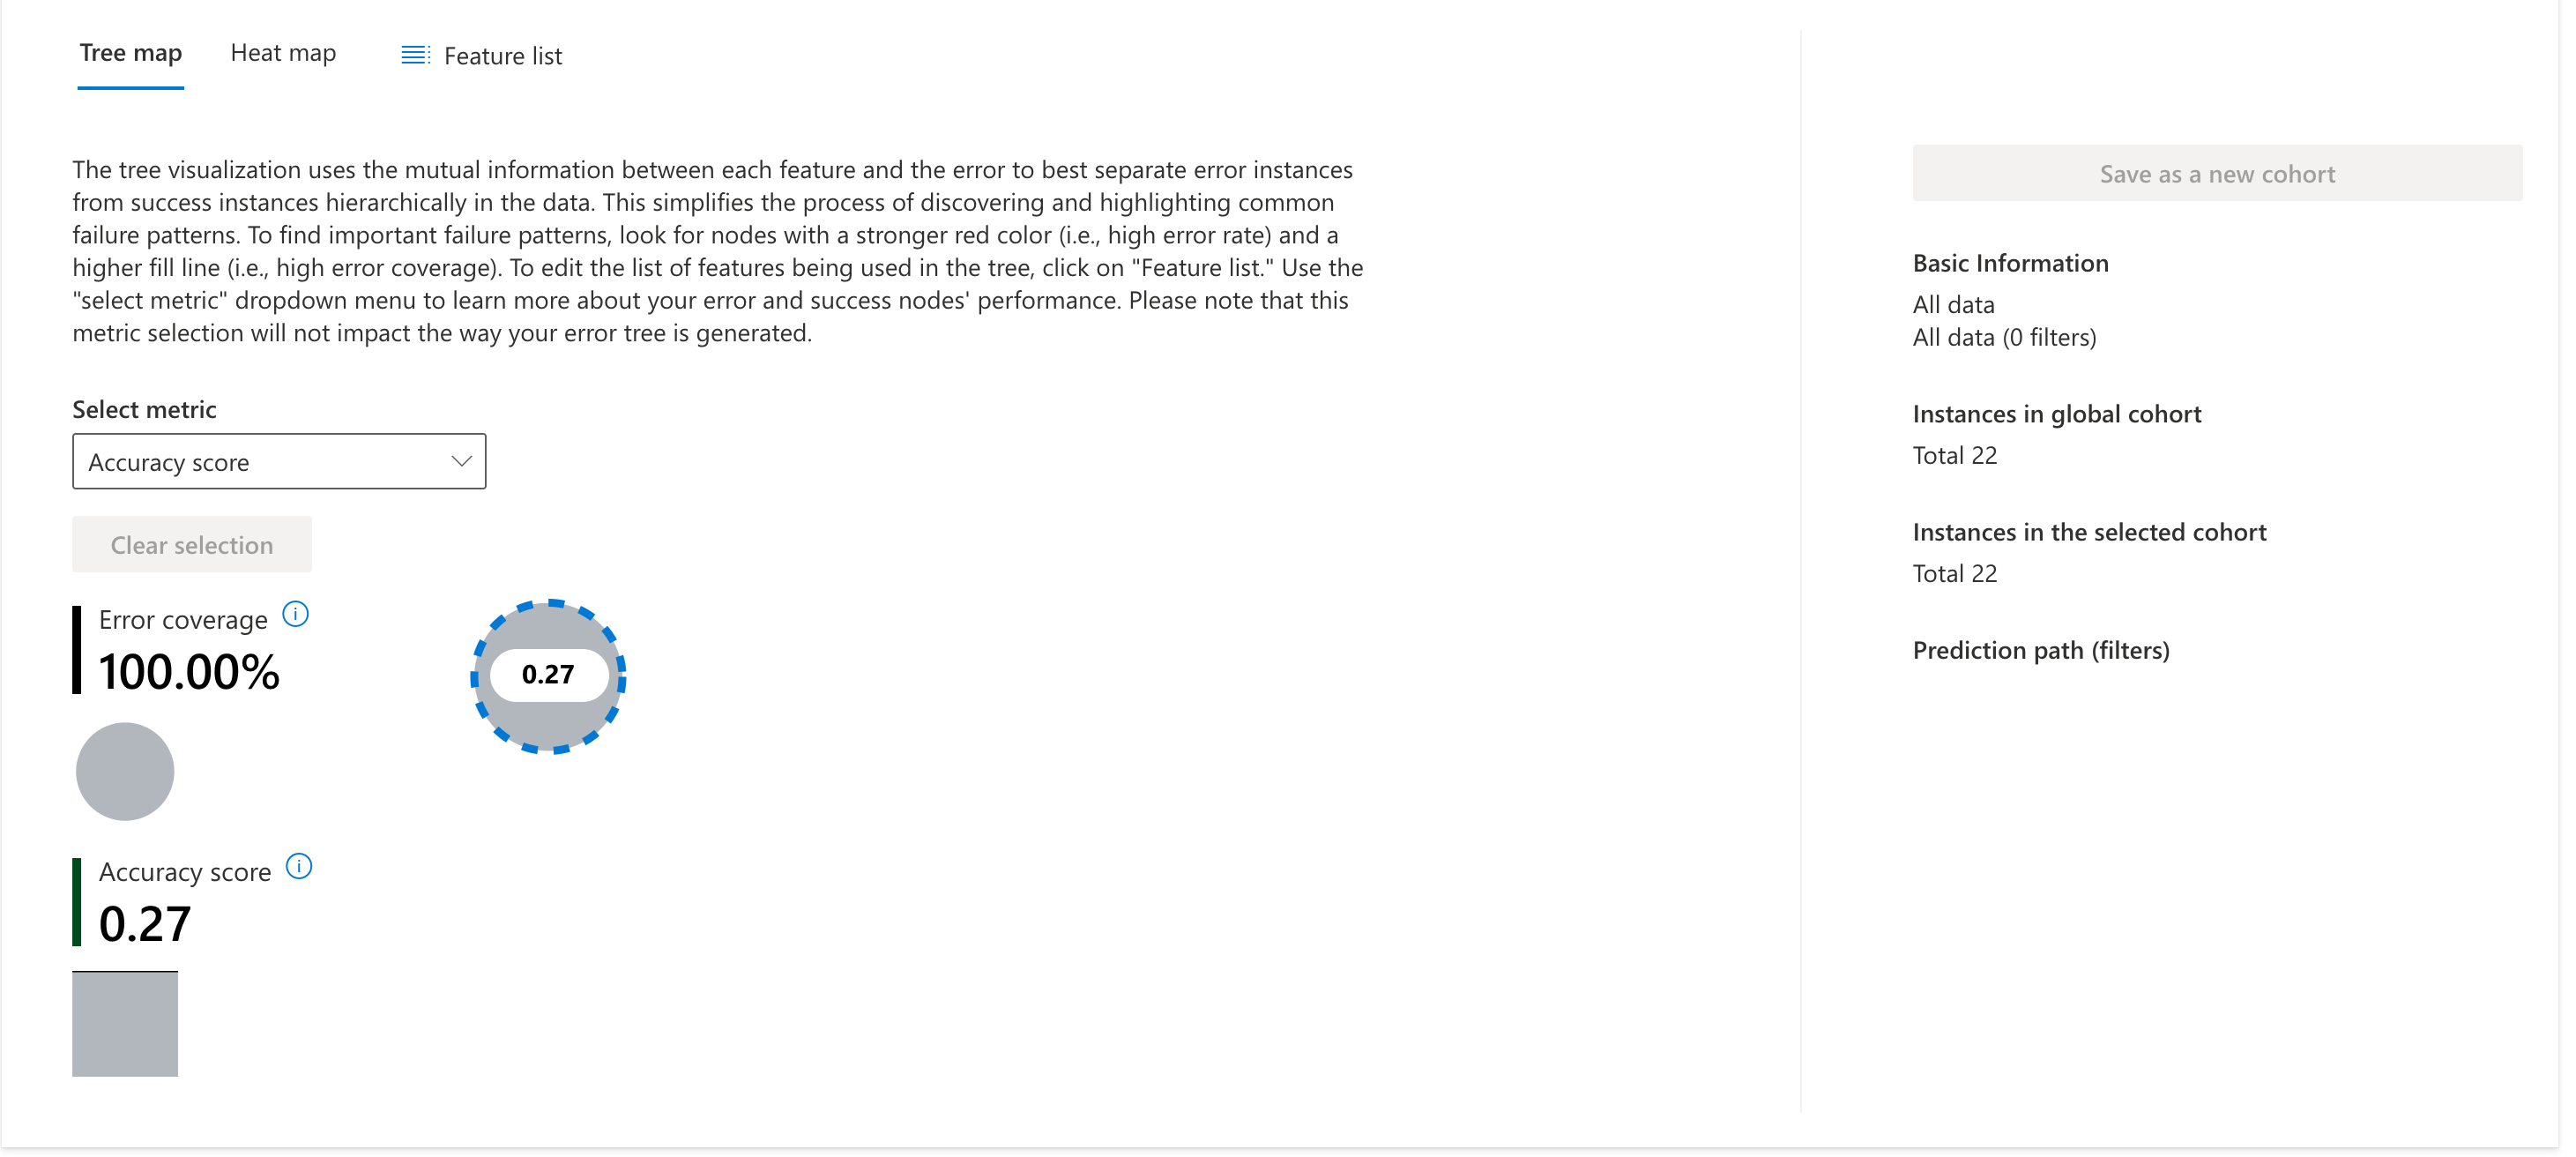 Tree map
Heat map
Feature list
The tree visualization uses the mutual information between each feature and the error to best separate error instances
from success instances hierarchically in the data. This simplifies the process of discovering and highlighting common
failure patterns. To find important failure patterns, look for nodes with a stronger red color (i.e., high error rate) and a
higher fill line (i.e., high error coverage). To edit the list of features being used in the tree, click on "Feature list." Use the
"select metric" dropdown menu to learn more about your error and success nodes' performance. Please note that this
metric selection will not impact the way your error tree is generated.
Select metric
Accuracy score
Clear selection
Error coverage
100.00%
0.27
Accuracy score
0.27
Save as a new cohort
Basic Information
All data
All data (0 filters)
Instances in global cohort
Total 22
Instances in the selected cohort
Total 22
Prediction path (filters)